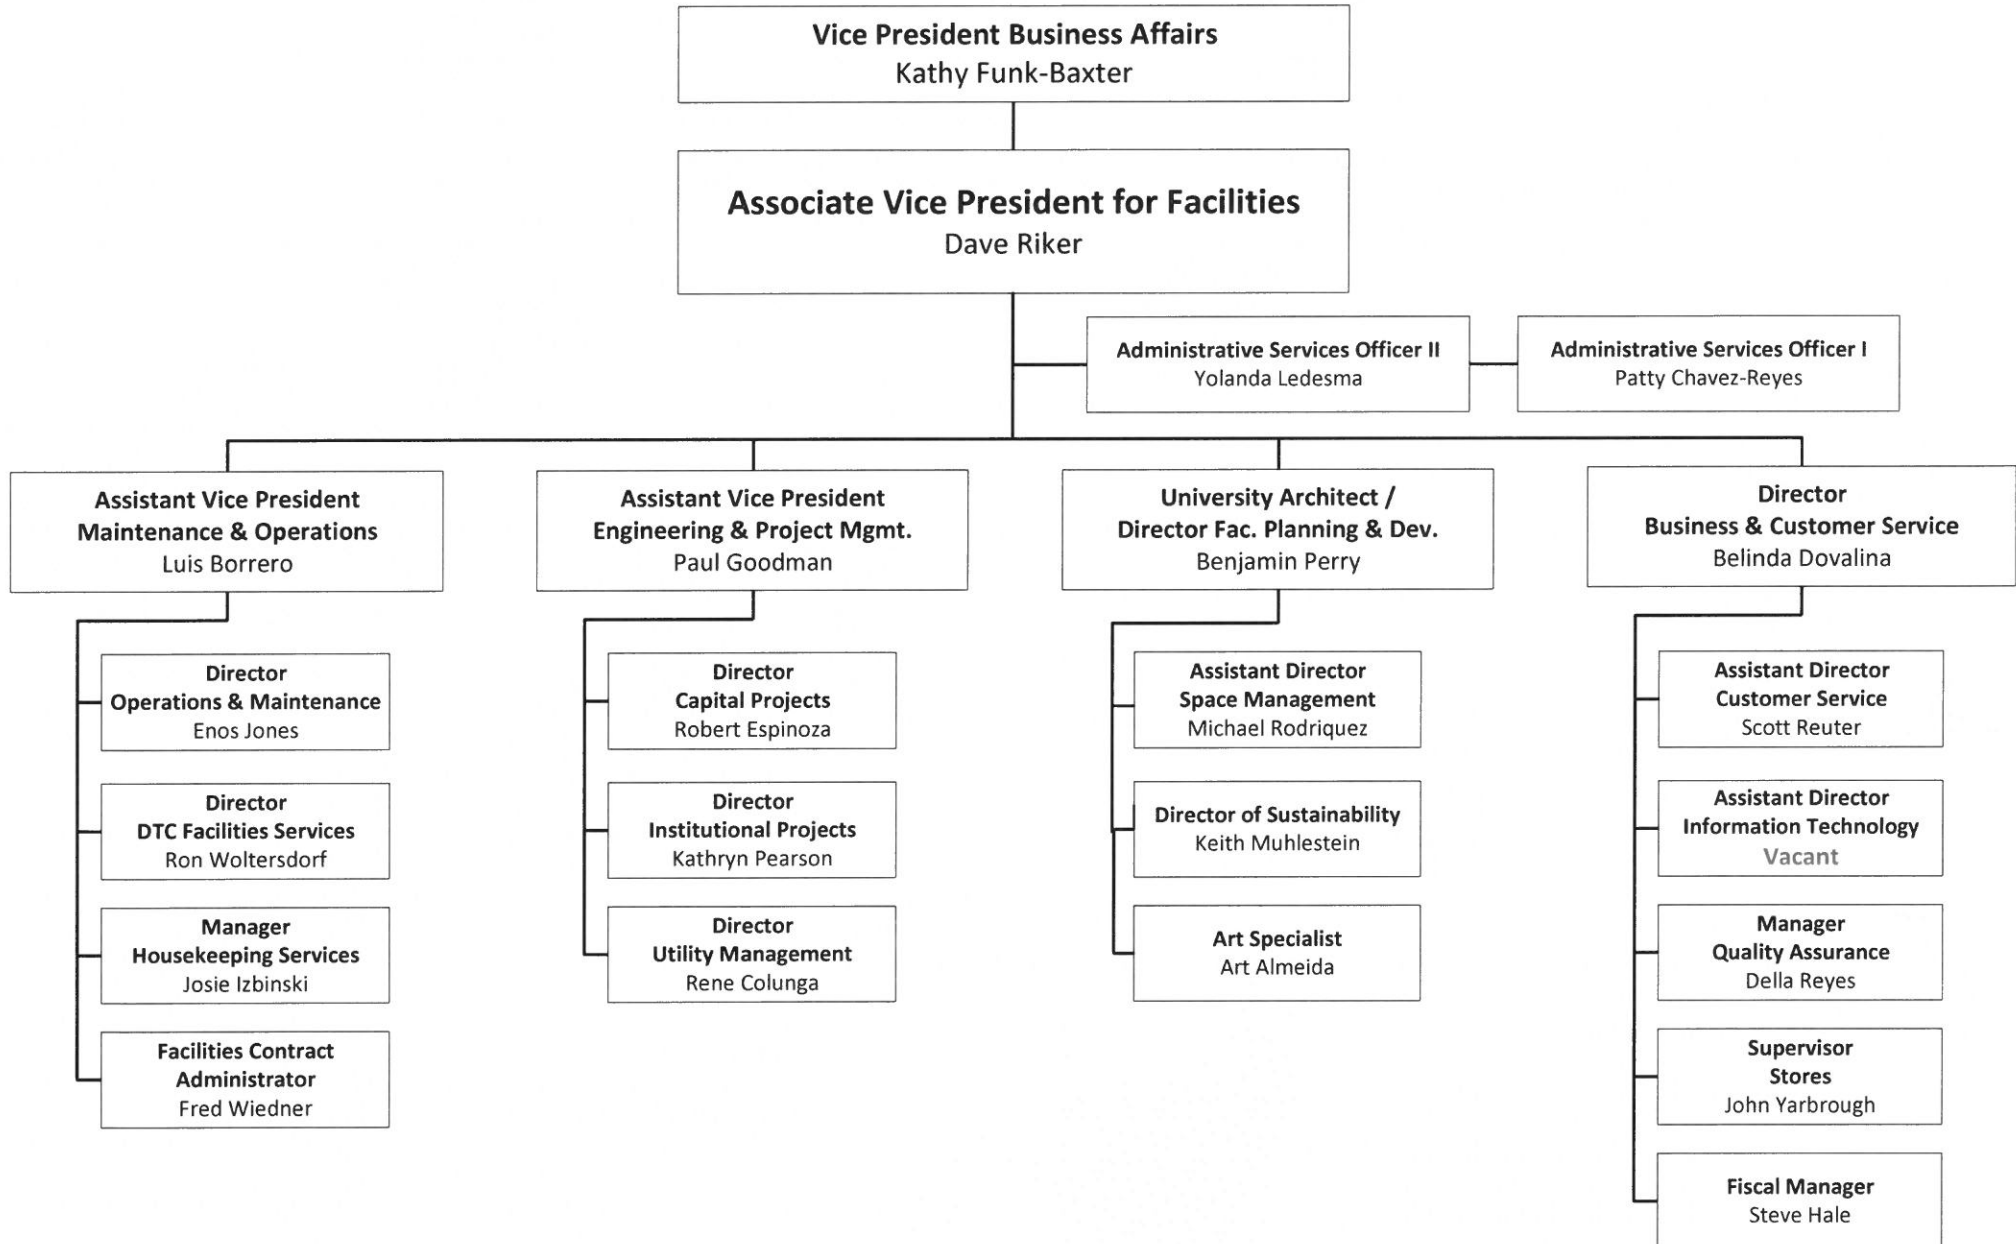 Vice President Business Affairs
Kathy Funk-Baxter
Associate Vice President for Facilities
Dave Riker
Administrative Services Officer II
Yolanda Ledesma
Administrative Services Officer I
Patty Chavez-Reyes
Assistant Vice President
Maintenance & Operations
Luis Borrero
Assistant Vice President
Engineering & Project Mgmt.
Paul Goodman
University Architect /
Director Fac. Planning & Dev.
Benjamin Perry
Director
Business & Customer Service
Belinda Dovalina
Director
Operations & Maintenance
Enos Jones
Director
DTC Facilities Services
Ron Woltersdorf
Manager
Housekeeping Services
Josie Izbinski
Facilities Contract
Administrator
Fred Wiedner
Director
Capital Projects
Robert Espinoza
Director
Institutional Projects
Kathryn Pearson
Director
Utility Management
Rene Colunga
Assistant Director
Space Management
Michael Rodriquez
Director of Sustainability
Keith Muhlestein
Art Specialist
Art Almeida
Assistant Director
Customer Service
Scott Reuter
Assistant Director
Information Technology
Vacant
Manager
Quality Assurance
Della Reyes
Supervisor
Stores
John Yarbrough
Fiscal Manager
Steve Hale